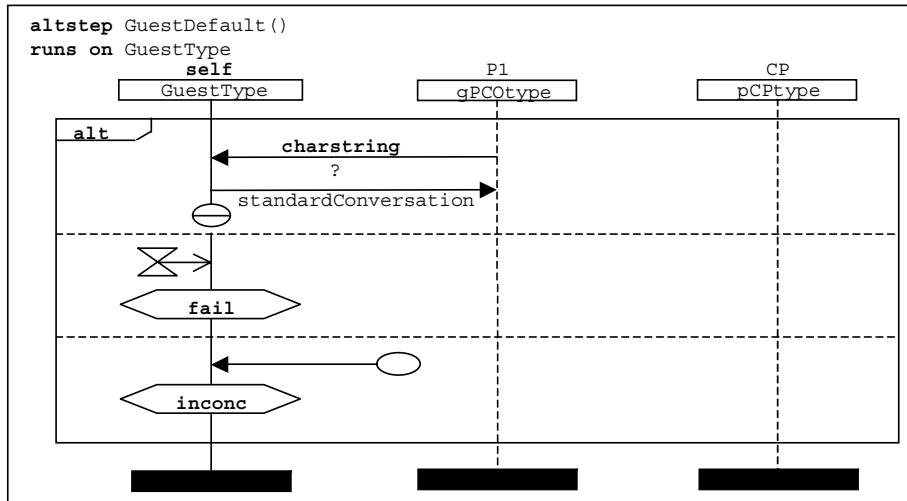 altstep GuestDefault()
runs on GuestType
self P1 CP
GuestType gPCOtype pCPtype
alt
charstring
?
standardConversation
fail
inconc